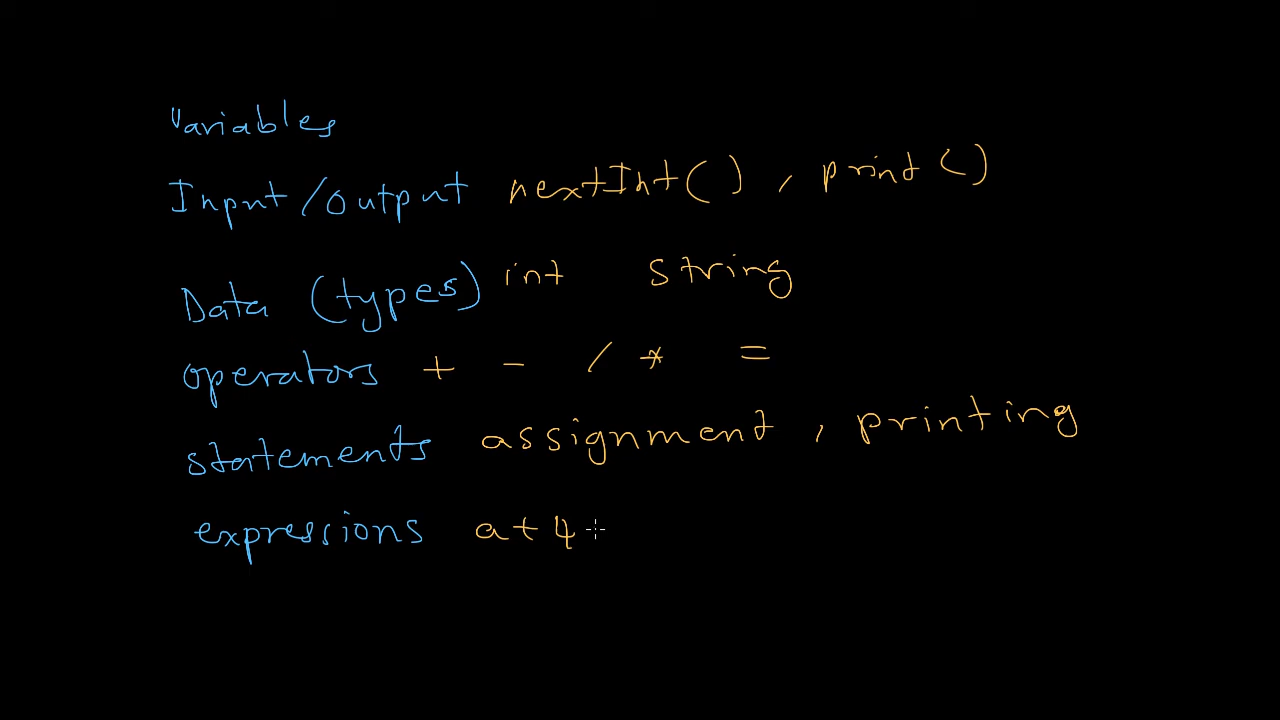 Variables
Input/Output nextInt() , print()
Data (types) int string
operators + - / * =
statements assignment , printing
expressions a+4